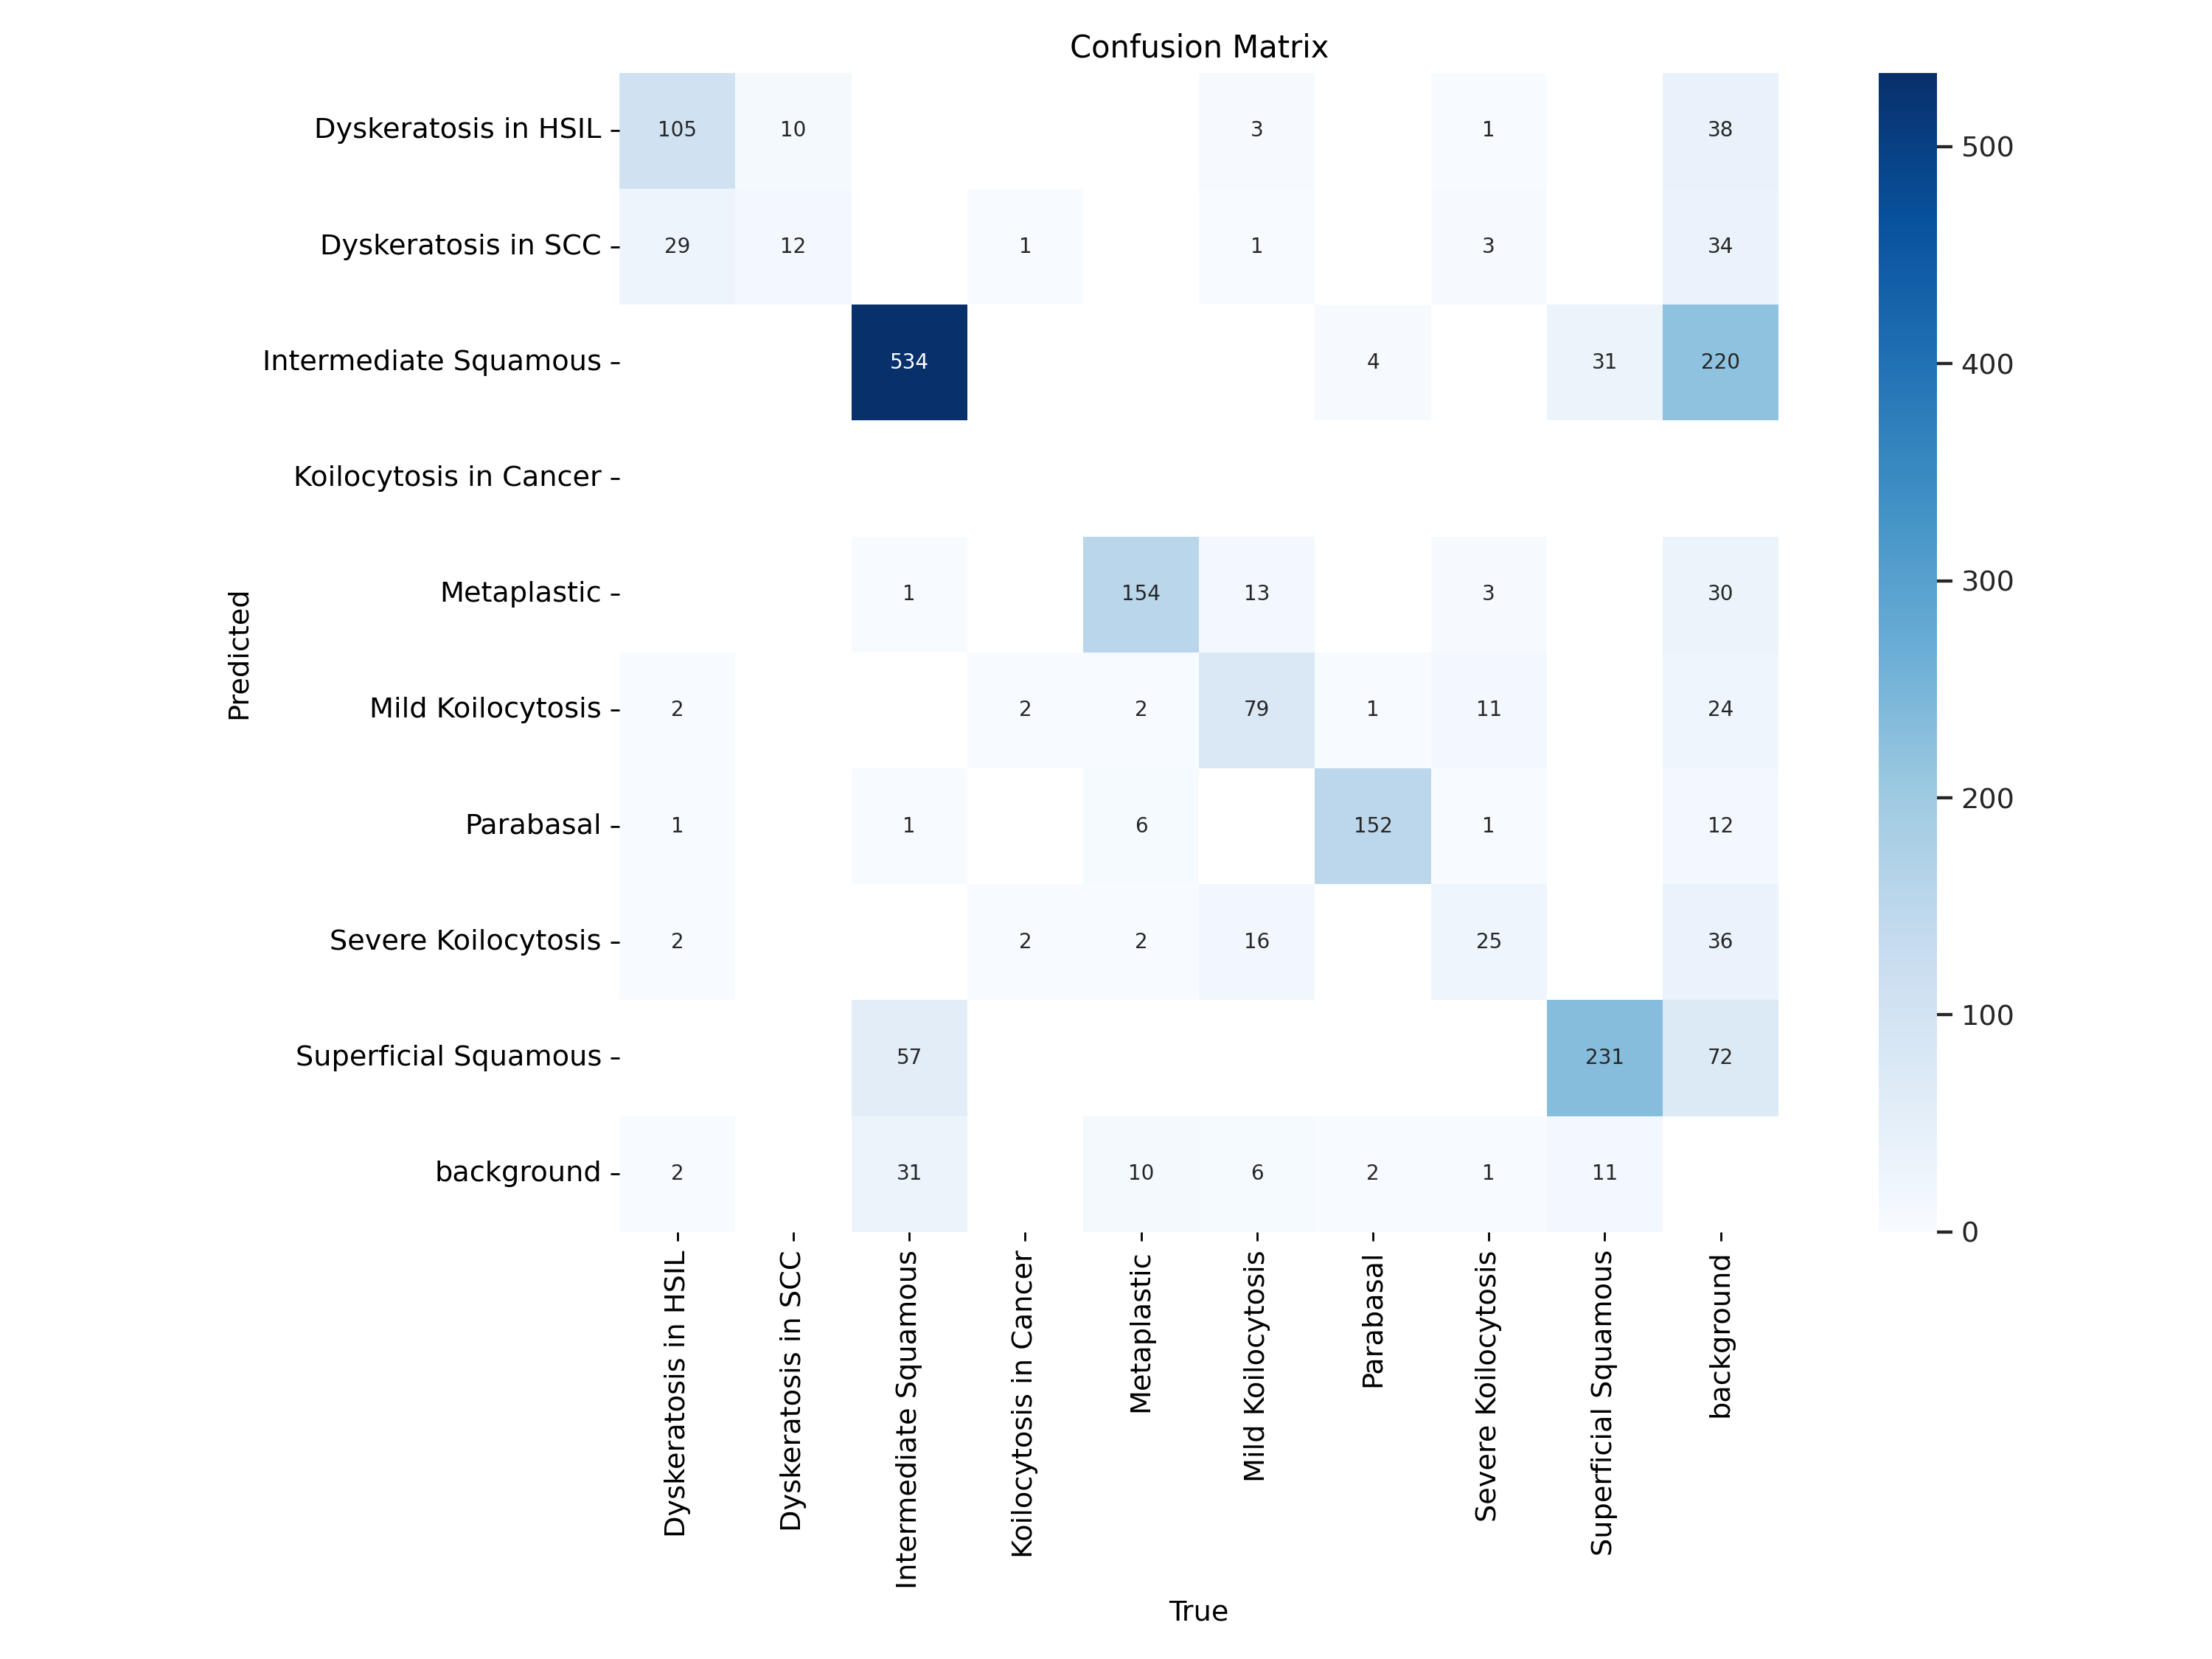 Confusion Matrix
Dyskeratosis in HSIL 105 10 3 1 38
Dyskeratosis in SCC 29 12 1 1 3 34
Intermediate Squamous 534 4 31 220
Koilocytosis in Cancer
Metaplastic 1 154 13 3 30
Mild Koilocytosis 2 2 2 79 1 11 24
Parabasal 1 1 6 152 1 12
Severe Koilocytosis 2 2 2 16 25 36
Superficial Squamous 57 231 72
background 2 31 10 6 2 1 11
Predicted
Dyskeratosis in HSIL
Dyskeratosis in SCC
Intermediate Squamous
Koilocytosis in Cancer
Metaplastic
Mild Koilocytosis
Parabasal
Severe Koilocytosis
Superficial Squamous
background
True
500
400
300
200
100
0